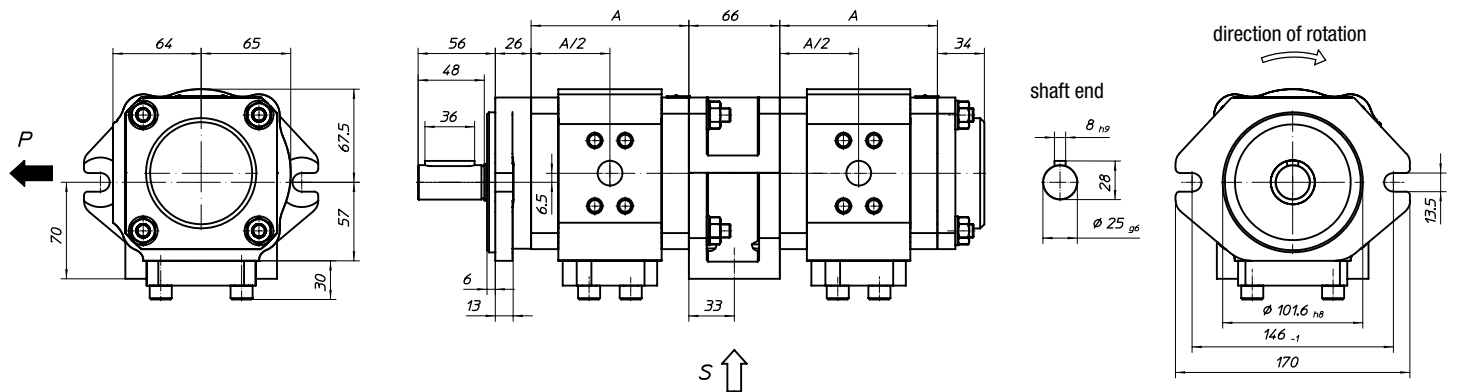 64
65
P
67.5
57
70
30
A
66
A
56
26
A/2
A/2
34
48
36
6.5
6
13
33
S
shaft end
8 h9
28
ø 25 g6
direction of rotation
13.5
ø 101.6 h8
146 -1
170